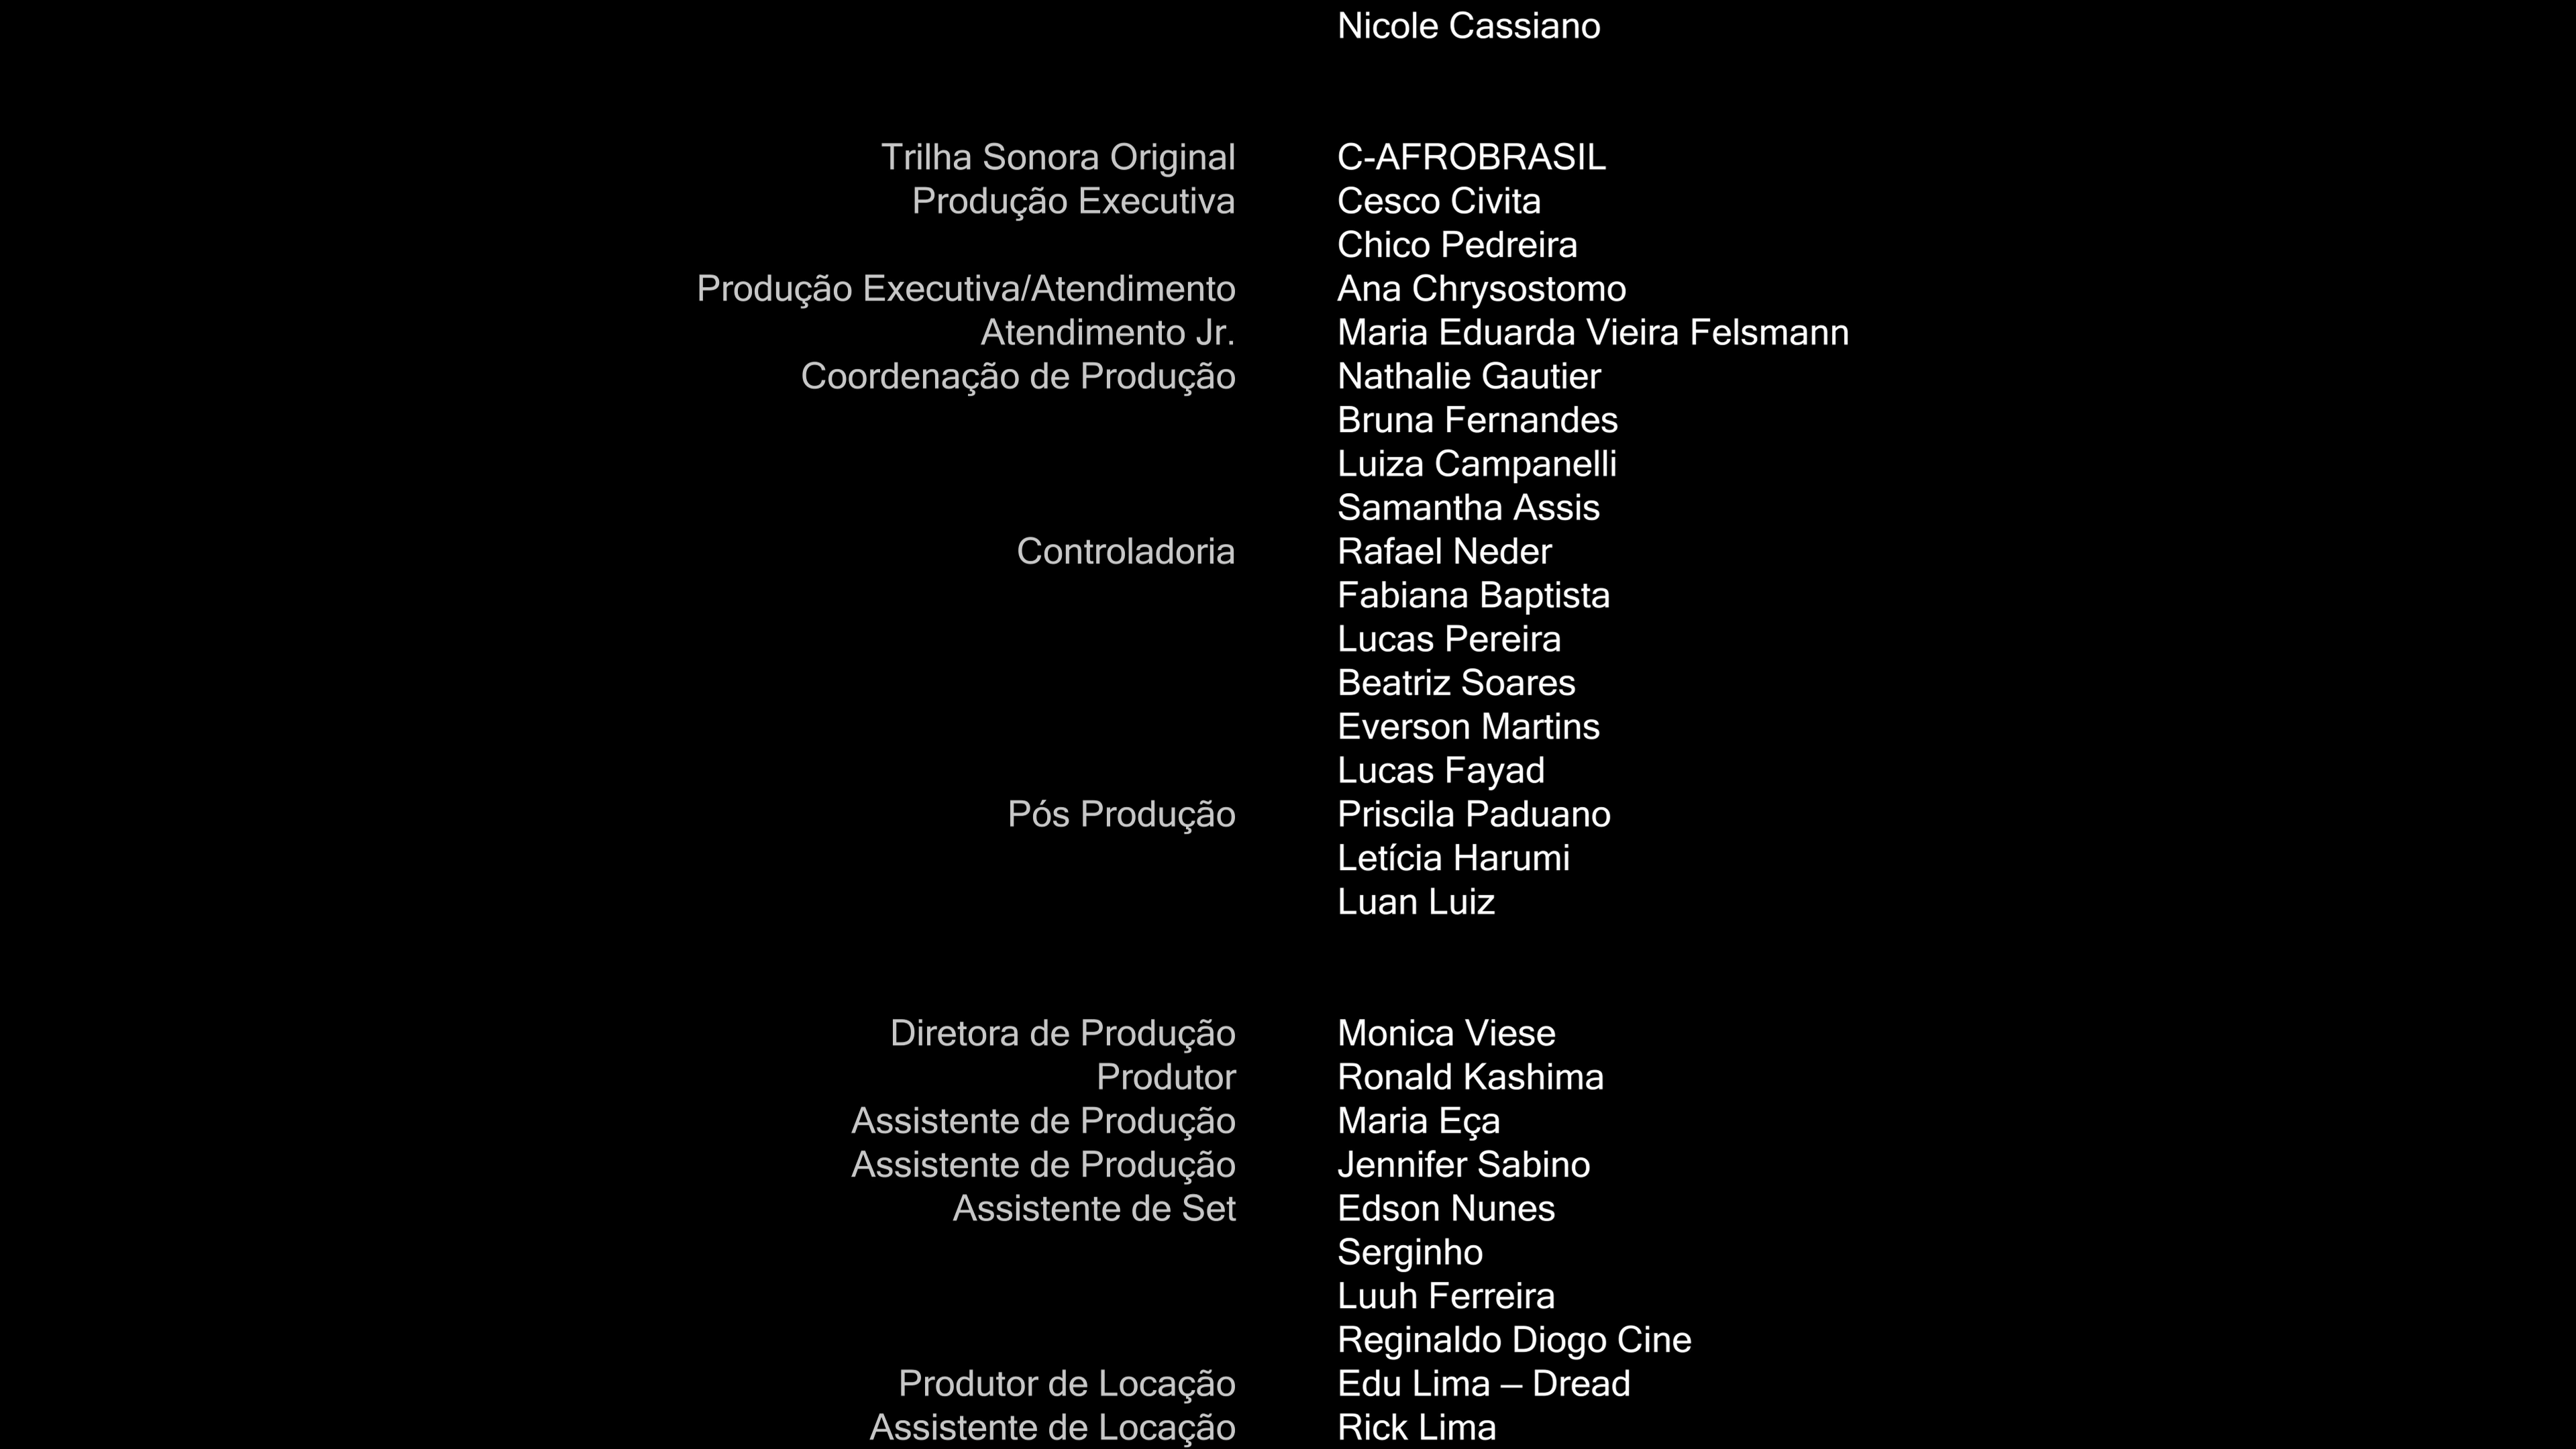 Nicole Cassiano
Trilha Sonora Original C-AFROBRASIL
Produção Executiva Cesco Civita
Chico Pedreira
Produção Executiva/Atendimento Ana Chrysostomo
Atendimento Jr. Maria Eduarda Vieira Felsmann
Coordenação de Produção Nathalie Gautier
Bruna Fernandes
Luiza Campanelli
Samantha Assis
Controladoria Rafael Neder
Fabiana Baptista
Lucas Pereira
Beatriz Soares
Everson Martins
Lucas Fayad
Pós Produção Priscila Paduano
Letícia Harumi
Luan Luiz
Diretora de Produção Monica Viese
Produtor Ronald Kashima
Assistente de Produção Maria Eça
Assistente de Produção Jennifer Sabino
Assistente de Set Edson Nunes
Serginho
Luuh Ferreira
Reginaldo Diogo Cine
Produtor de Locação Edu Lima – Dread
Assistente de Locação Rick Lima